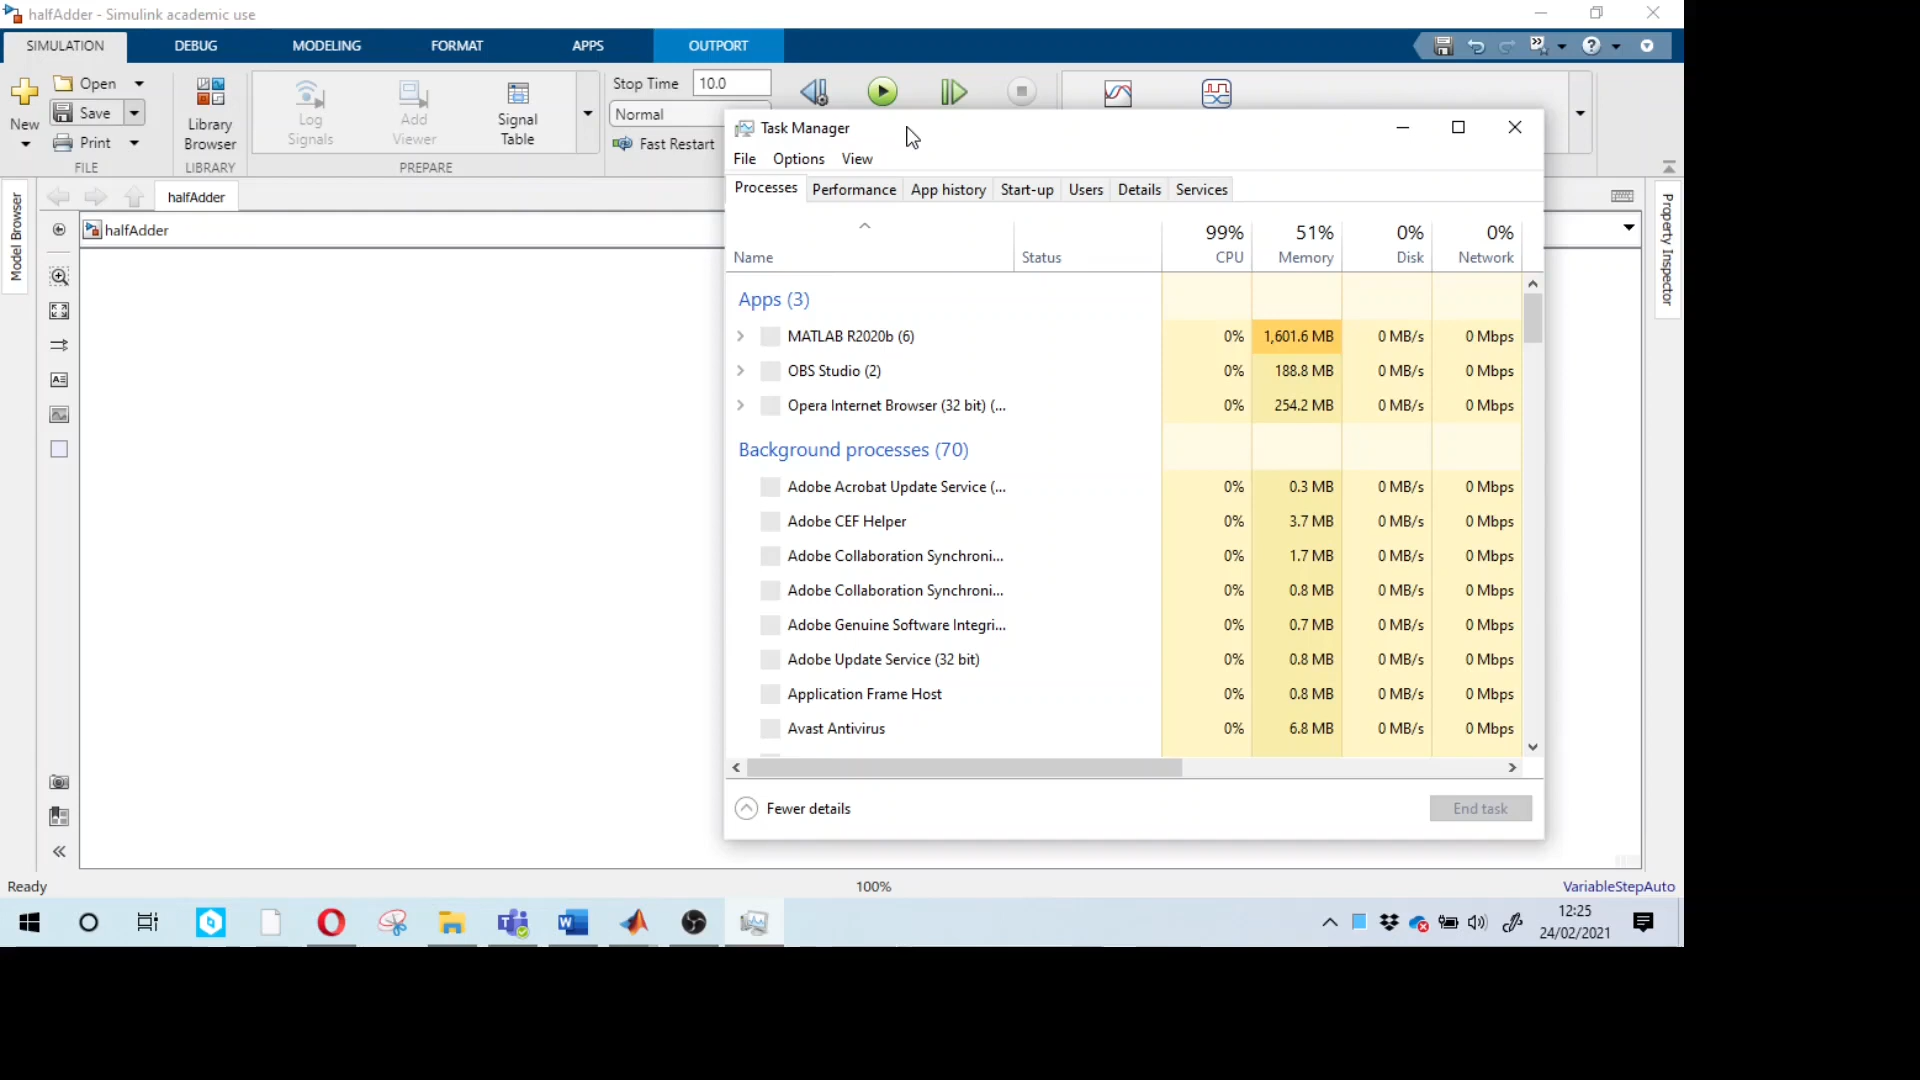 halfAdder - Simulink academic use
SIMULATION DEBUG MODELING FORMAT APPS OUTPORT
New
Open
Save
Print
FILE
Library
Browser
LIBRARY
Log
Signals
Add
Viewer
Signal
Table
PREPARE
Stop Time 10.0
Normal
Fast Restart
halfAdder
halfAdder
Model Browser
Property Inspector
Task Manager
File Options View
Processes Performance App history Start-up Users Details Services
99% 51% 0% 0%
Name Status CPU Memory Disk Network
Apps (3)
MATLAB R2020b (6) 0% 1,601.6 MB 0 MB/s 0 Mbps
OBS Studio (2) 0% 188.8 MB 0 MB/s 0 Mbps
Opera Internet Browser (32 bit) (... 0% 254.2 MB 0 MB/s 0 Mbps
Background processes (70)
Adobe Acrobat Update Service (... 0% 0.3 MB 0 MB/s 0 Mbps
Adobe CEF Helper 0% 3.7 MB 0 MB/s 0 Mbps
Adobe Collaboration Synchroni... 0% 1.7 MB 0 MB/s 0 Mbps
Adobe Collaboration Synchroni... 0% 0.8 MB 0 MB/s 0 Mbps
Adobe Genuine Software Integri... 0% 0.7 MB 0 MB/s 0 Mbps
Adobe Update Service (32 bit) 0% 0.8 MB 0 MB/s 0 Mbps
Application Frame Host 0% 0.8 MB 0 MB/s 0 Mbps
Avast Antivirus 0% 6.8 MB 0 MB/s 0 Mbps
Fewer details End task
Ready 100% VariableStepAuto
12:25
24/02/2021